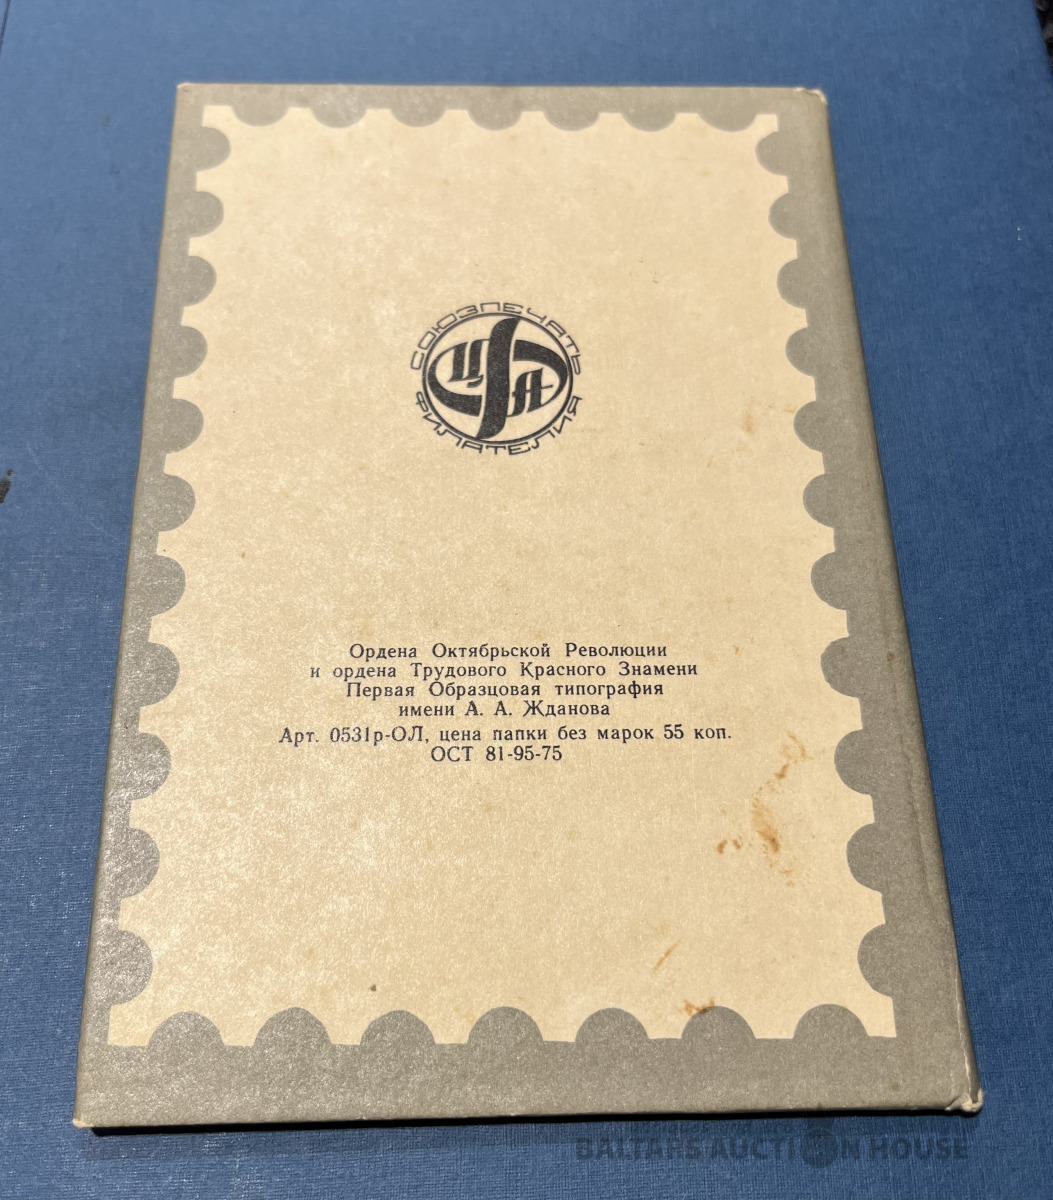 СОЮЗПЕЧАТЬ
ЦФА
ФИЛАТЕЛИЯ
Ордена Октябрьской Революции
и ордена Трудового Красного Знамени
Первая Образцовая типография
имени А. А. Жданова
Арт. 0531р-ОЛ, цена папки без марок 55 коп.
ОСТ 81-95-75
BALTARS AUCTION HOUSE